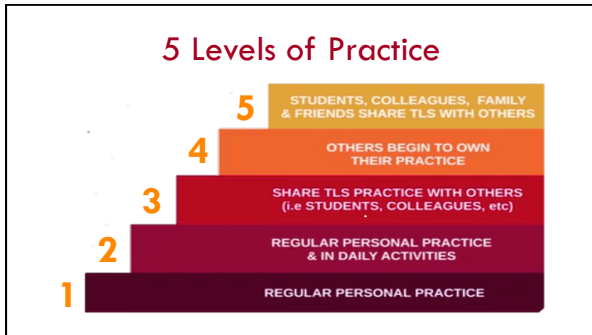 5 Levels of Practice
5
STUDENTS, COLLEAGUES, FAMILY
& FRIENDS SHARE TLS WITH OTHERS
4
OTHERS BEGIN TO OWN
THEIR PRACTICE
3
SHARE TLS PRACTICE WITH OTHERS
(i.e STUDENTS, COLLEAGUES, etc)
2
REGULAR PERSONAL PRACTICE
& IN DAILY ACTIVITIES
1
REGULAR PERSONAL PRACTICE